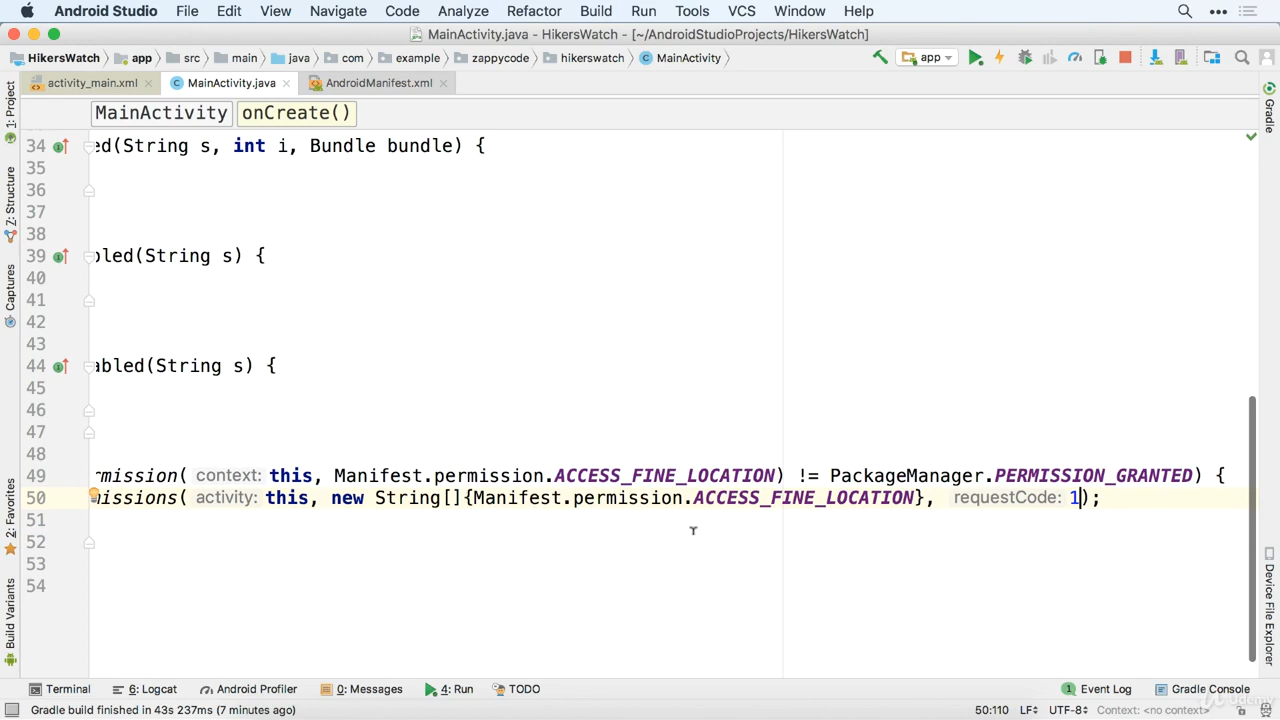 Android Studio File Edit View Navigate Code Analyze Refactor Build Run Tools VCS Window Help
MainActivity.java - HikersWatch - [~/AndroidStudioProjects/HikersWatch]
HikersWatch app src main java com example zappycode hikerswatch MainActivity app
activity_main.xml MainActivity.java AndroidManifest.xml
MainActivity onCreate()
1: Project
Z: Structure
Captures
2: Favorites
Build Variants
34 ed(String s, int i, Bundle bundle) {
35
36
37
38
39 bled(String s) {
40
41
42
43
44 abled(String s) {
45
46
47
48
49 rmission( context: this, Manifest.permission.ACCESS_FINE_LOCATION) != PackageManager.PERMISSION_GRANTED) {
50 missions( activity: this, new String[]{Manifest.permission.ACCESS_FINE_LOCATION}, requestCode: 1);
51
52
53
54
Gradle
Device File Explorer
Terminal 6: Logcat Android Profiler 0: Messages 4: Run TODO 1 Event Log Gradle Console
Gradle build finished in 43s 237ms (7 minutes ago) 50:110 LF÷ UTF-8÷ Context: <no context>
Udemy